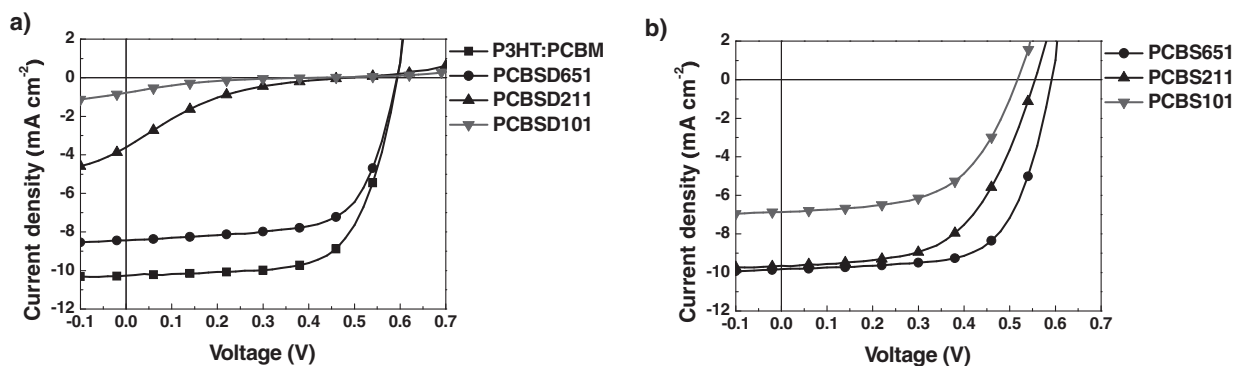 a)
2
0
-2
-4
-6
-8
-10
-12
Current density (mA cm-2)
-0.1 0.0 0.1 0.2 0.3 0.4 0.5 0.6 0.7
Voltage (V)
P3HT:PCBM
PCBSD651
PCBSD211
PCBSD101
b)
2
0
-2
-4
-6
-8
-10
-12
Current density (mA cm-2)
-0.1 0.0 0.1 0.2 0.3 0.4 0.5 0.6 0.7
Voltage (V)
PCBS651
PCBS211
PCBS101